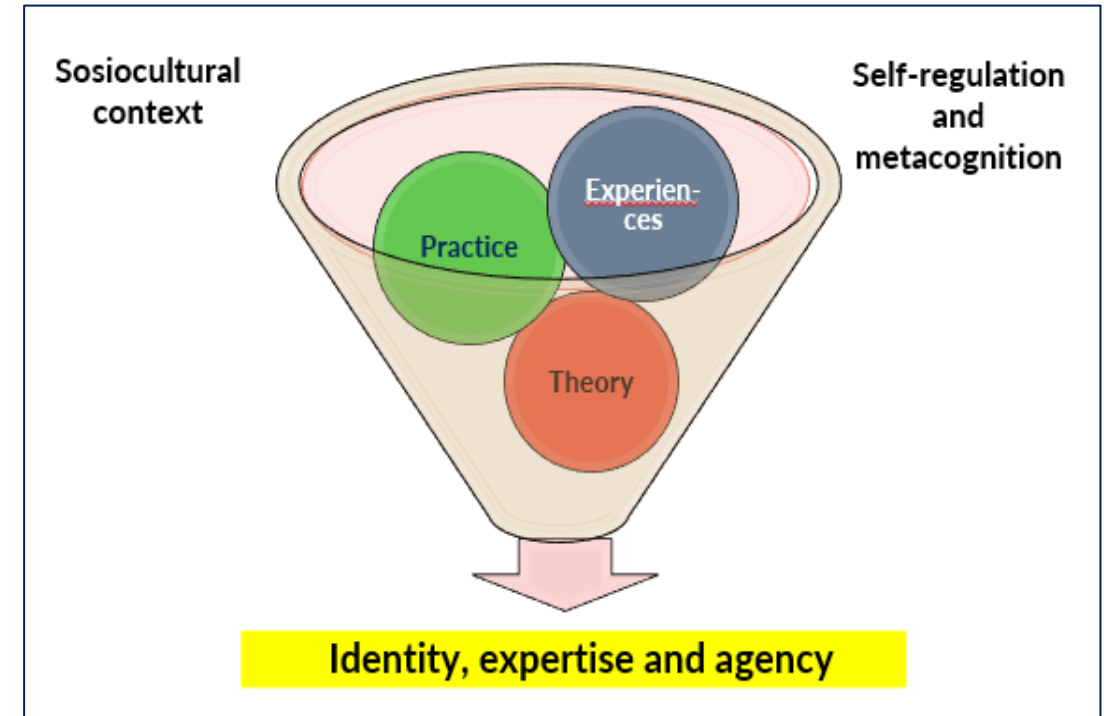 Sosiocultural
context
Self-regulation
and
metacognition
Experien-
ces
Practice
Theory
Identity, expertise and agency